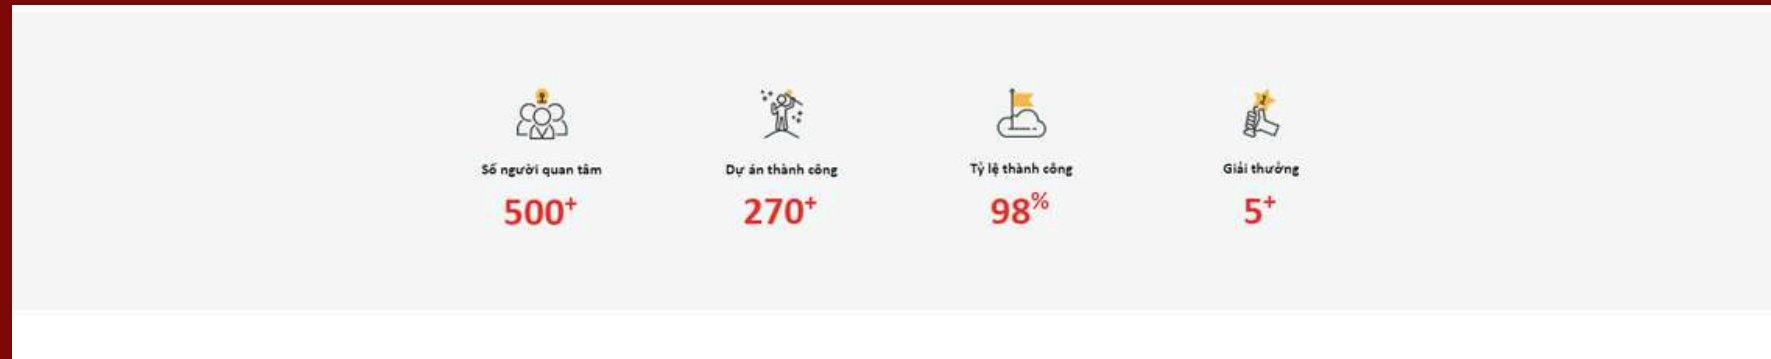 Số người quan tâm
500+
Dự án thành công
270+
Tỷ lệ thành công
98%
Giải thưởng
5+